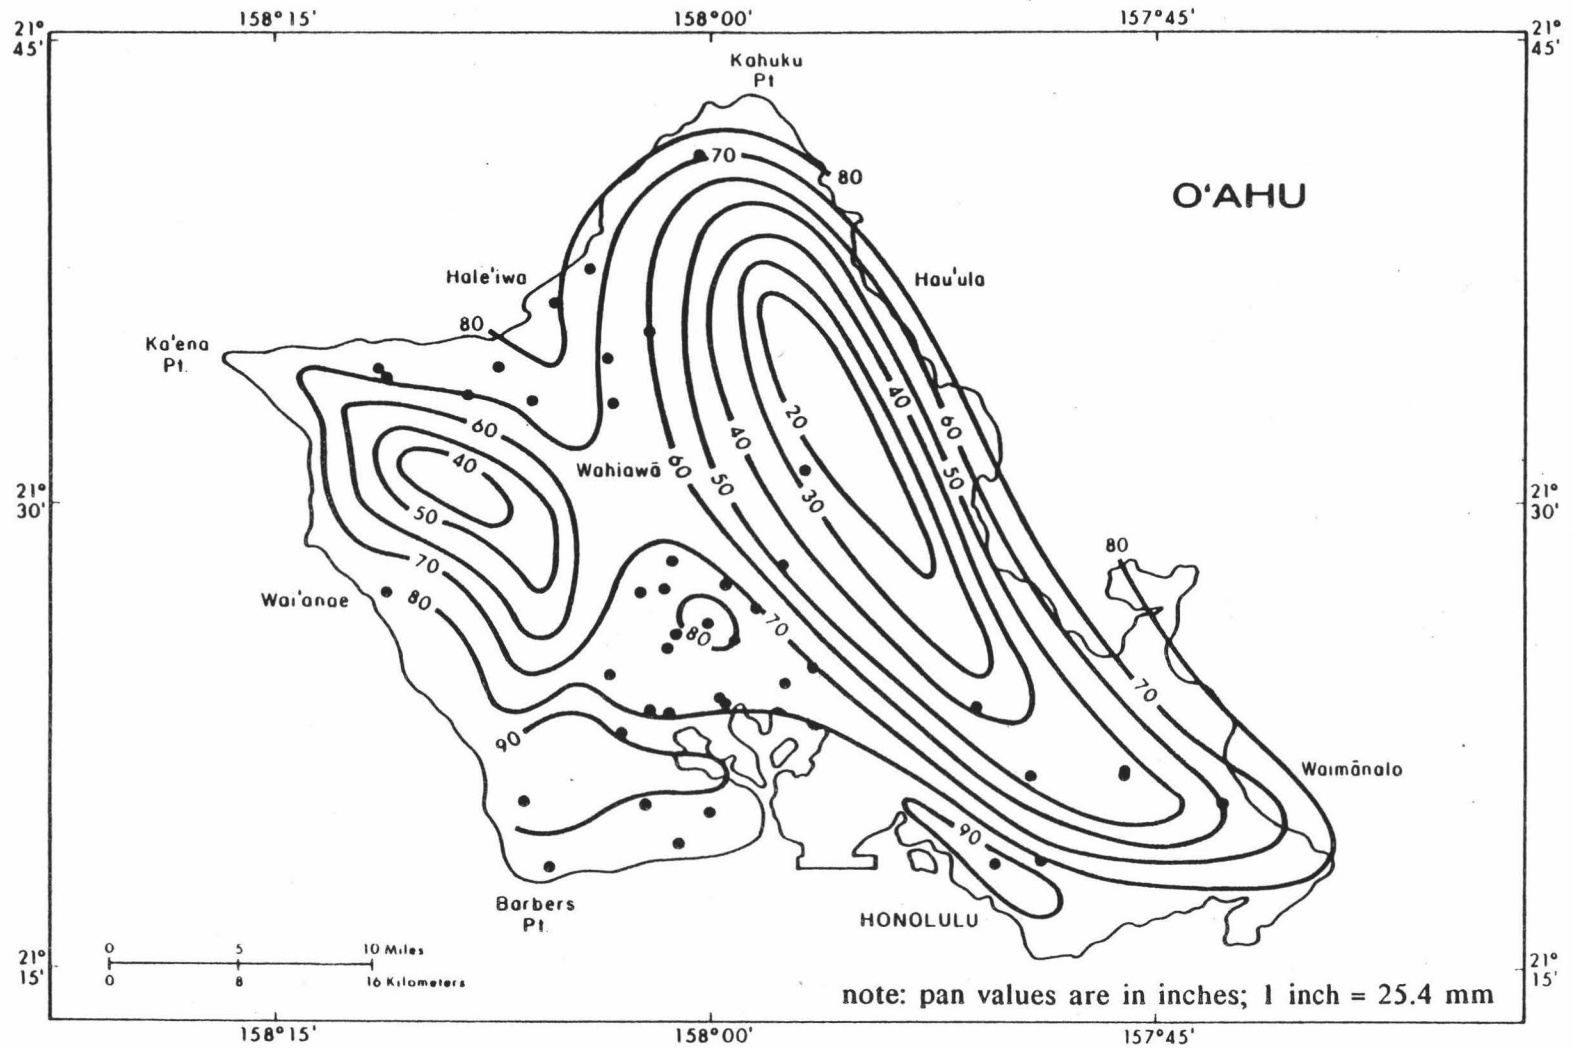 158°15'
158°00'
157°45'
21°
45'
21°
45'
Kahuku
Pt
70
80
O'AHU
Hale'iwa
Hau'ula
80
Ka'ena
Pt.
40
20
60
60
40
40
Wahiawā
60
50
50
30
21°
30'
50
21°
30'
80
70
Wai'anae
80
70
80
70
90
Waimānalo
90
Barbers
Pt.
HONOLULU
0 5 10 Miles
0 8 16 Kilometers
21°
15'
21°
15'
note: pan values are in inches; 1 inch = 25.4 mm
158°15'
158°00'
157°45'